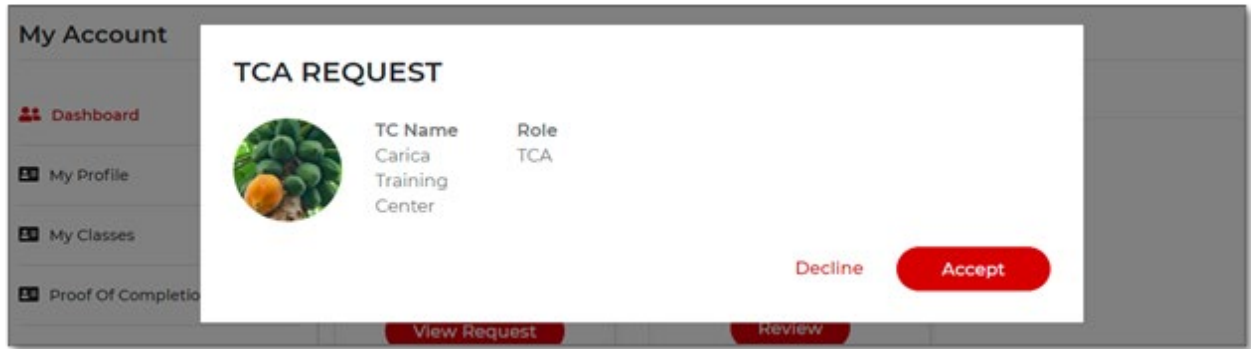 My Account
TCA REQUEST
Dashboard
TC Name Role
Carica TCA
Training
Center
My Profile
My Classes
Decline Accept
Proof Of Completio
View Request Review